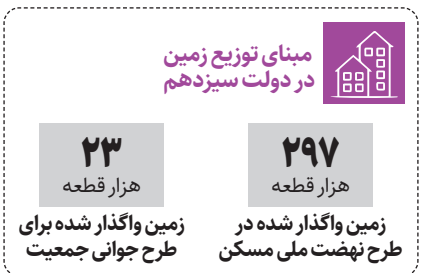 مبنای توزیع زمین
در دولت سیزدهم
۲۹۷
هزار قطعه
زمین واگذار شده در
طرح نهضت ملی مسکن
۲۳
هزار قطعه
زمین واگذار شده برای
طرح جوانی جمعیت